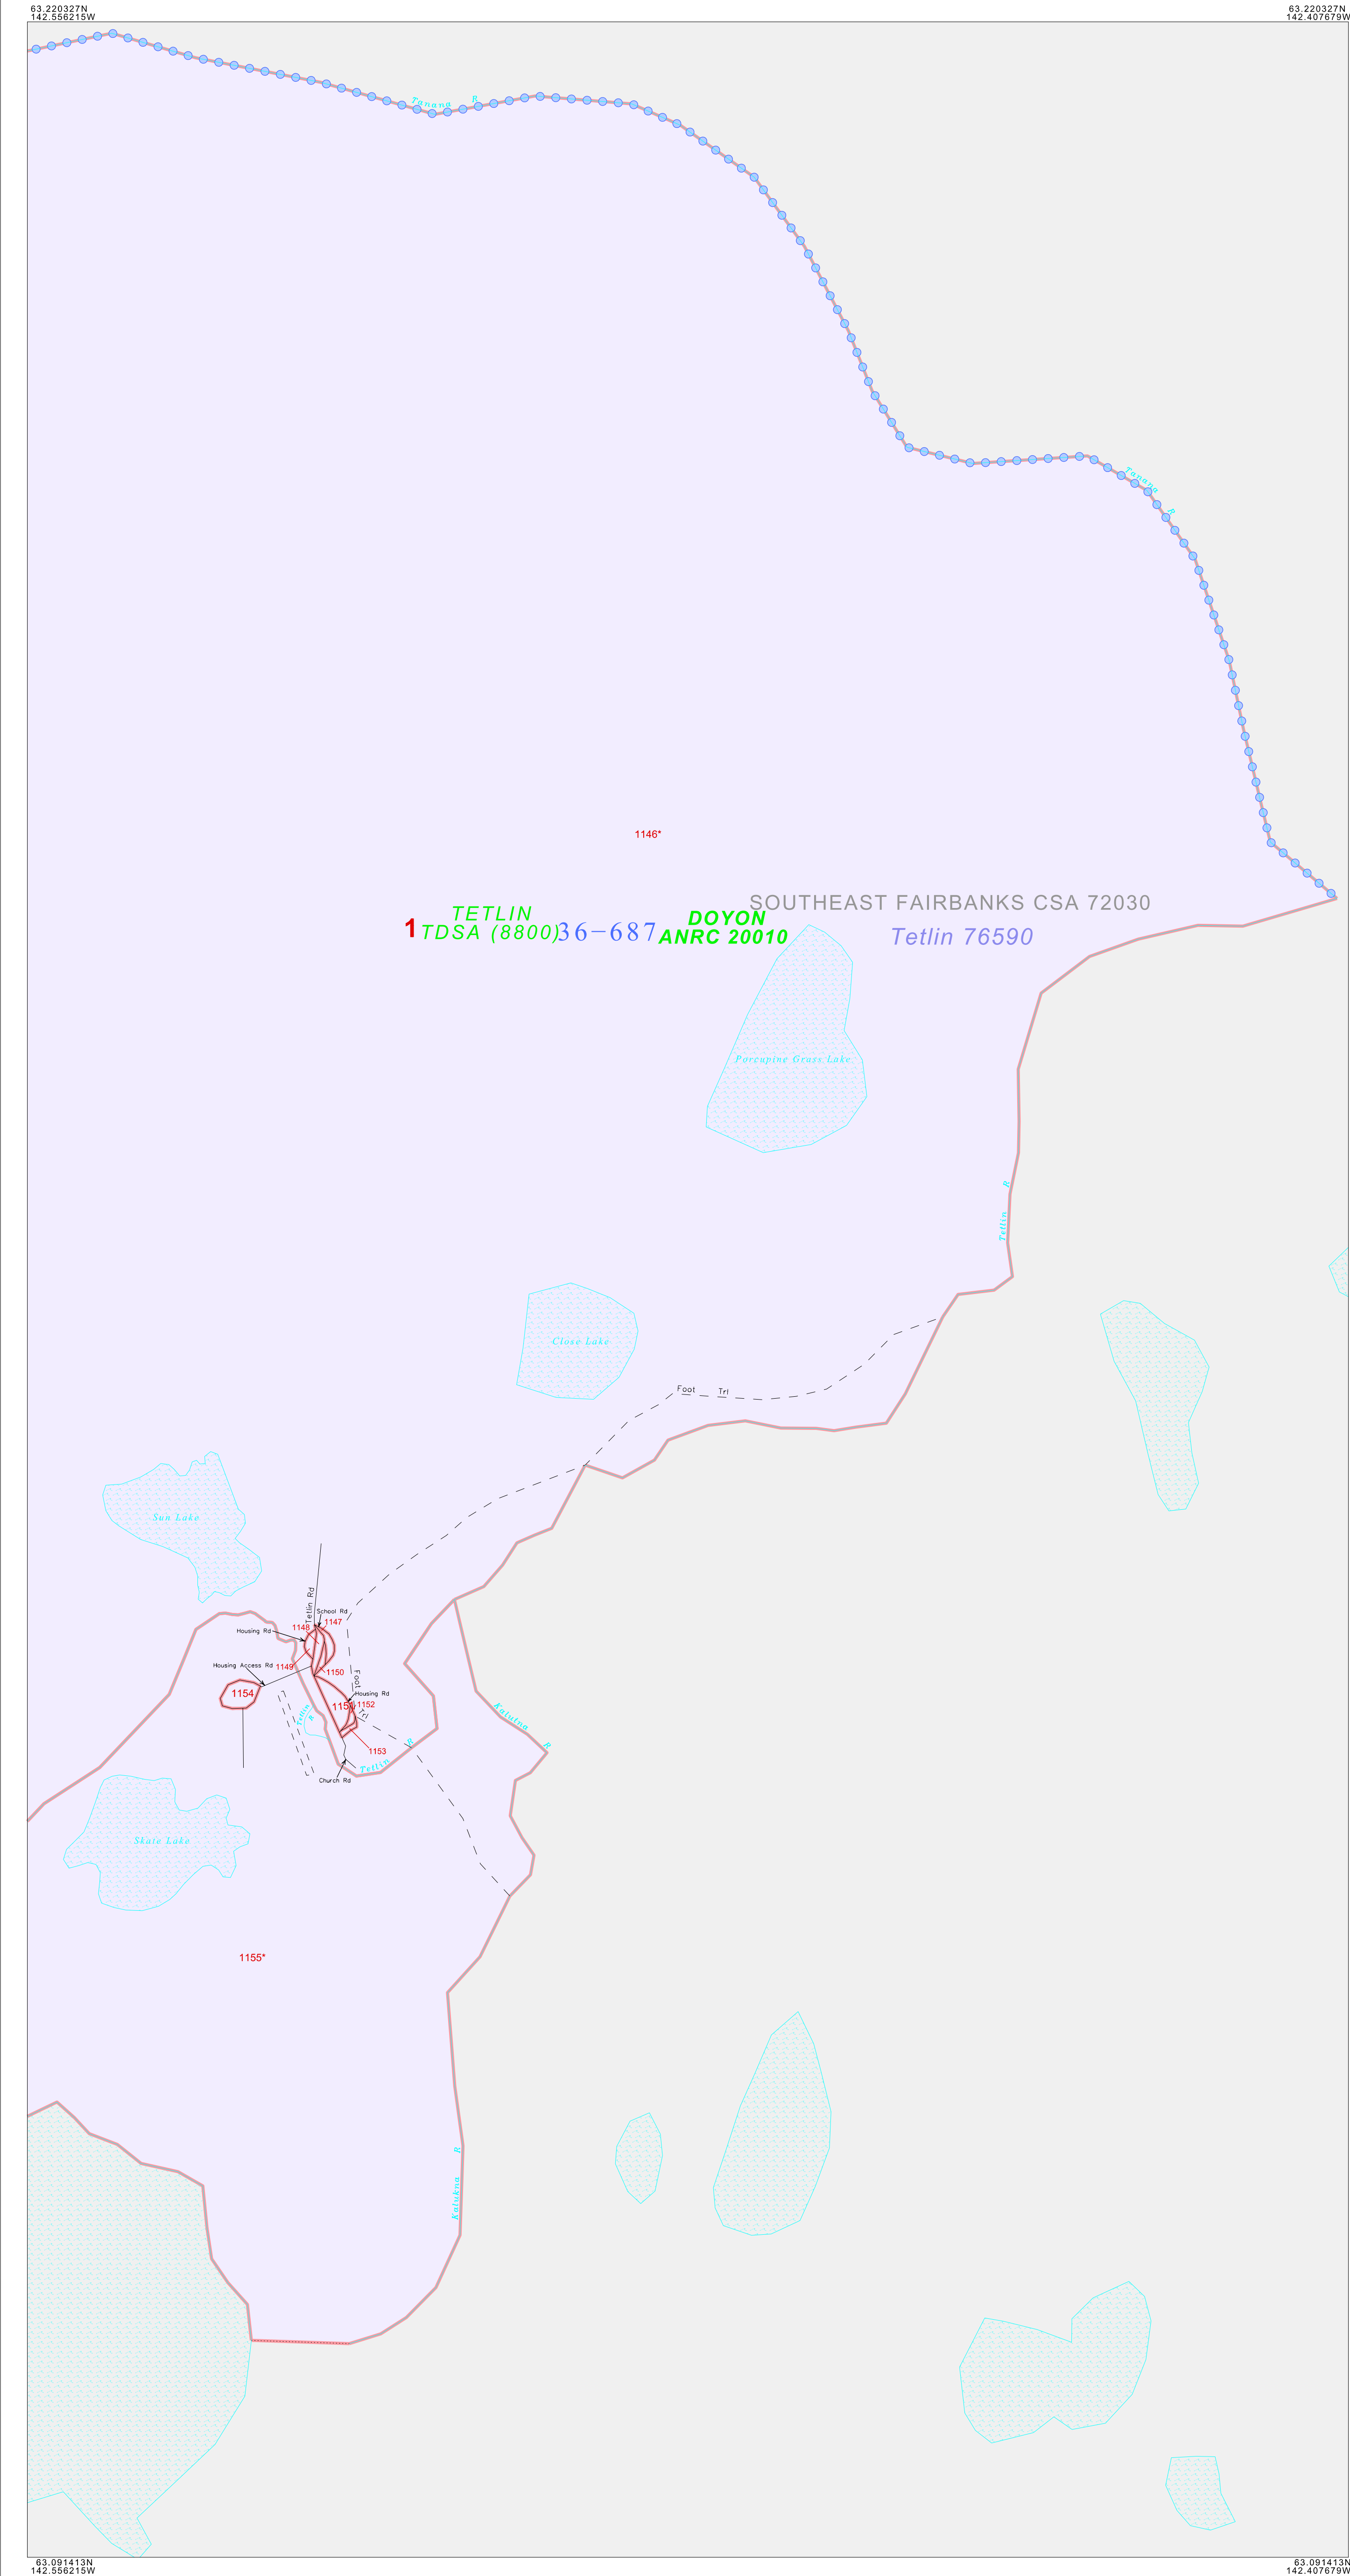 63.220327N
142.556215W
63.220327N
142.407679W
Tanana R
Tanana R
1146*
SOUTHEAST FAIRBANKS CSA 72030
1
TETLIN
TDSA (8800)
36-687
DOYON
ANRC 20010
Tetlin 76590
Porcupine Grass Lake
Tetlin R
Close Lake
Foot Trl
Sun Lake
Tetlin Rd
School Rd
1147
1148
Housing Rd
1149
1150
Housing Access Rd
Foot Trl
1154
Housing Rd
1151
1152
Tetlin R
Kalutna R
1153
Tetlin R
Church Rd
Skate Lake
1155*
Kalukna R
63.091413N
142.556215W
63.091413N
142.407679W